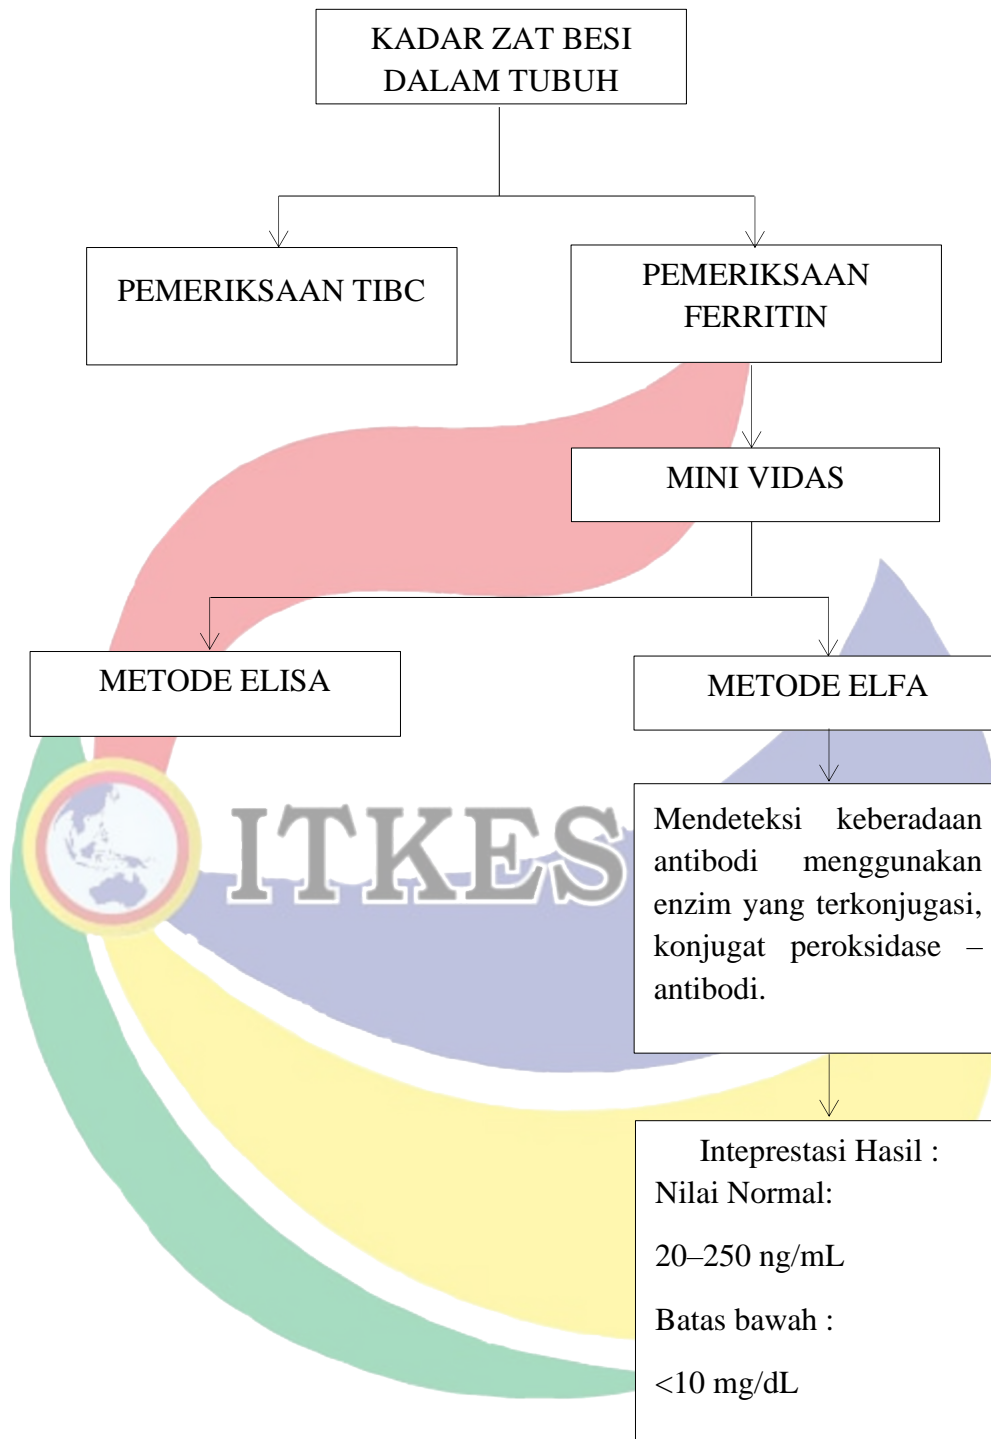 KADAR ZAT BESI
DALAM TUBUH
PEMERIKSAAN TIBC
PEMERIKSAAN
FERRITIN
MINI VIDAS
METODE ELISA
METODE ELFA
ITKES
Mendeteksi keberadaan
antibodi menggunakan
enzim yang terkonjugasi,
konjugat peroksidase –
antibodi.
Inteprestasi Hasil :
Nilai Normal:
20–250 ng/mL
Batas bawah :
<10 mg/dL